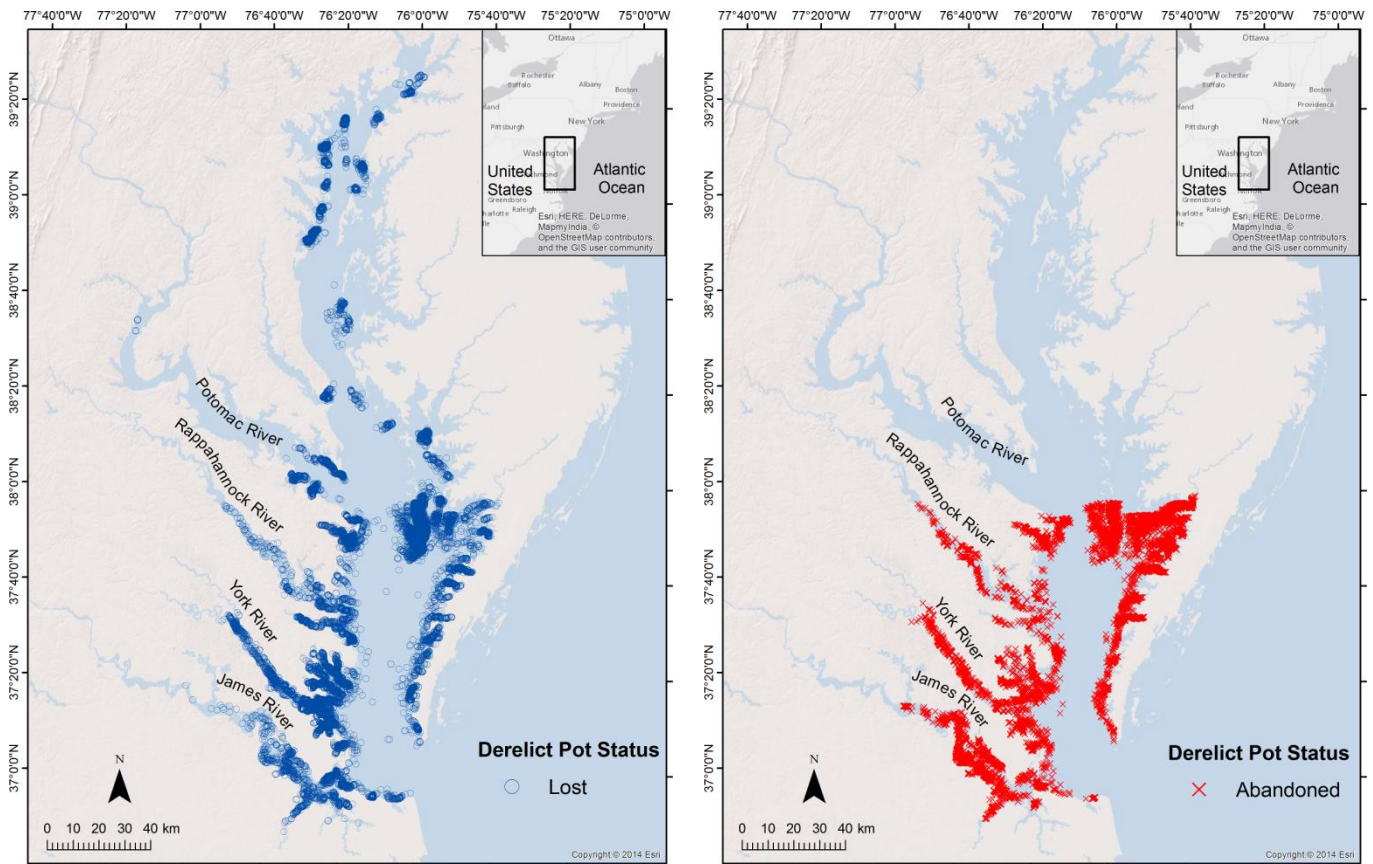 77°40'0"W 77°20'0"W 77°0'0"W 76°40'0"W 76°20'0"W 76°0'0"W 75°40'0"W 75°20'0"W 75°0'0"W
39°20'0"N
39°0'0"N
38°40'0"N
38°20'0"N
38°0'0"N
37°40'0"N
37°20'0"N
37°0'0"N
Ottawa
Rochester
Buffalo
Albany
Boston
Providence
land
New York
Pittsburgh
Washington
United
States
Richmond
Norfolk
Atlantic
Ocean
Greensboro
Raleigh
harlotte
lle
Esri, HERE, DeLorme,
MapmyIndia, ©
OpenStreetMap contributors,
and the GIS user community
Potomac River
Rappahannock River
York River
James River
N
0 10 20 30 40 km
Derelict Pot Status
Lost
Copyright:© 2014 Esri
77°40'0"W 77°20'0"W 77°0'0"W 76°40'0"W 76°20'0"W 76°0'0"W 75°40'0"W 75°20'0"W 75°0'0"W
39°20'0"N
39°0'0"N
38°40'0"N
38°20'0"N
38°0'0"N
37°40'0"N
37°20'0"N
37°0'0"N
Ottawa
Rochester
Buffalo
Albany
Boston
Providence
land
New York
Pittsburgh
Washington
United
States
Richmond
Norfolk
Atlantic
Ocean
Greensboro
Raleigh
harlotte
lle
Esri, HERE, DeLorme,
MapmyIndia, ©
OpenStreetMap contributors,
and the GIS user community
Potomac River
Rappahannock River
York River
James River
N
0 10 20 30 40 km
Derelict Pot Status
Abandoned
Copyright:© 2014 Esri